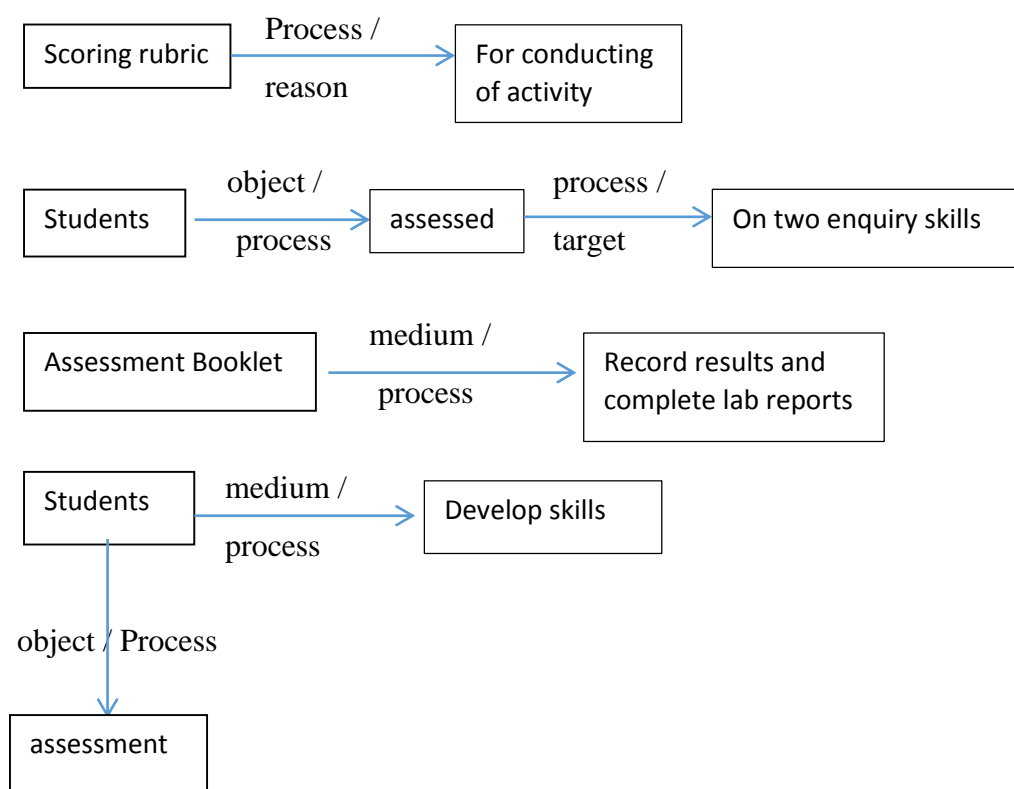 Process /
Scoring rubric
reason
For conducting
of activity
object /
Students
process
assessed
process /
target
On two enquiry skills
medium /
Assessment Booklet
process
Record results and
complete lab reports
Students
medium /
process
Develop skills
object / Process
assessment